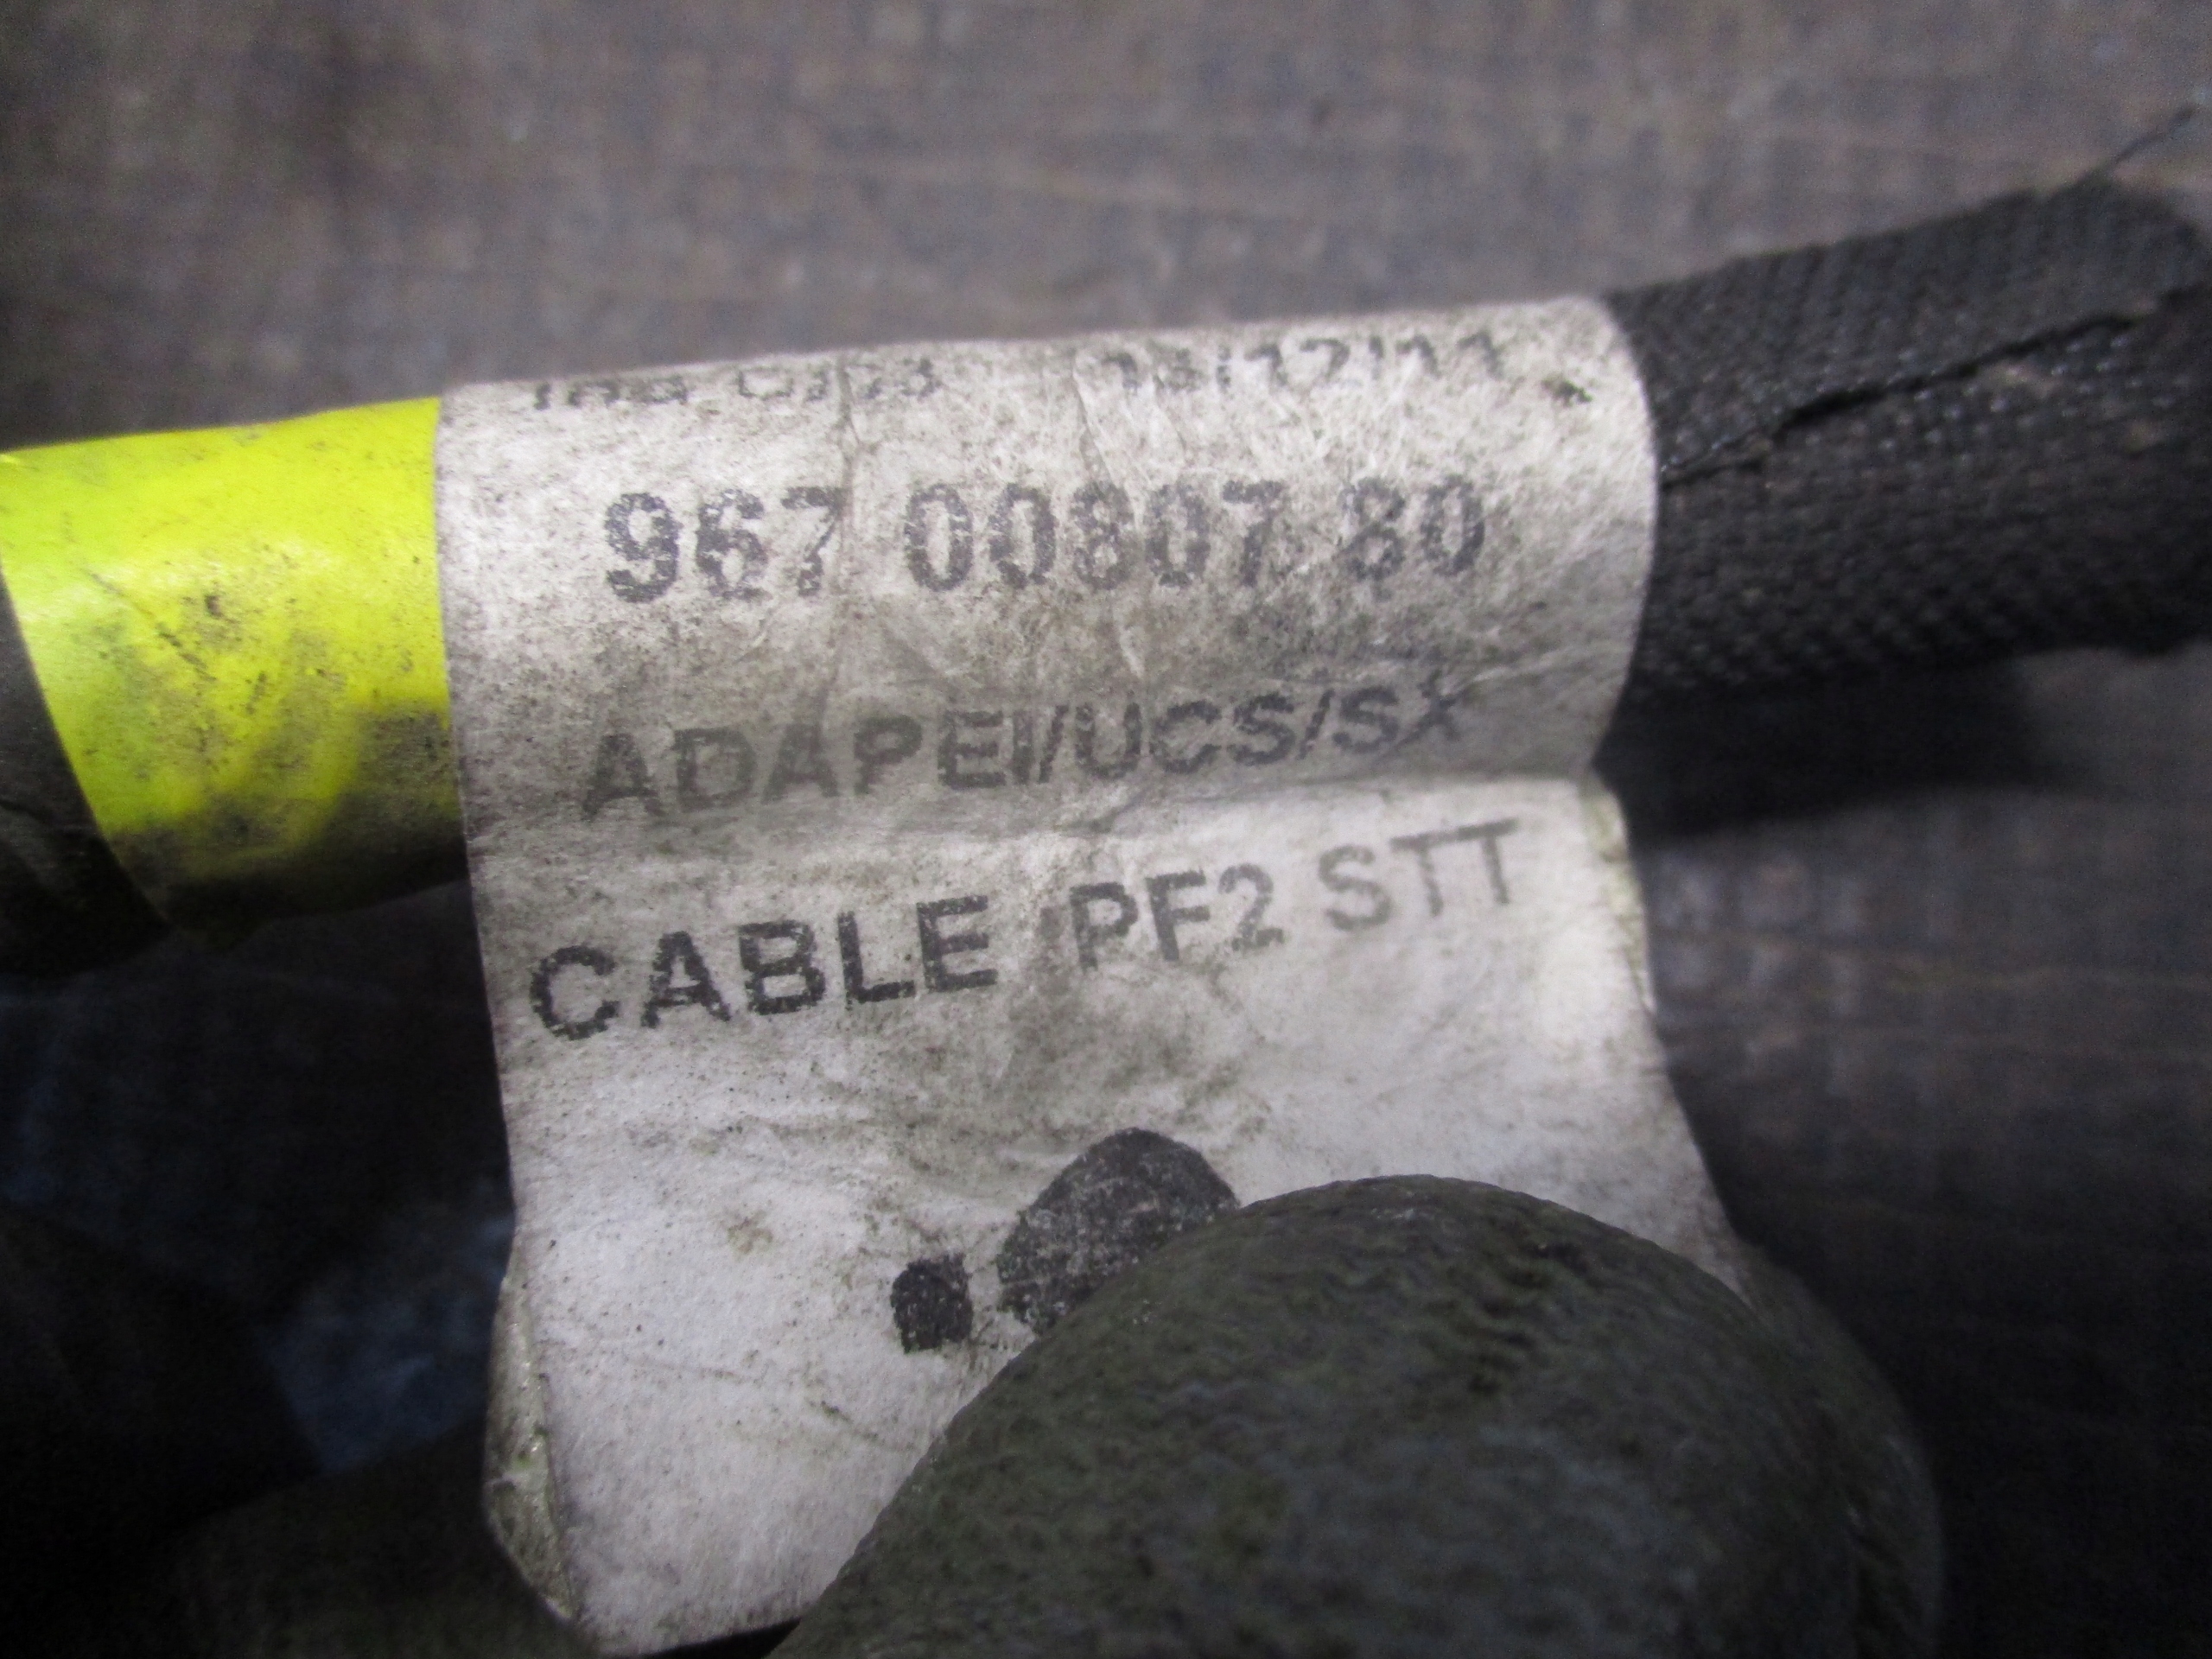 967 00807 80
ADAPEI/UCS/SX
CABLE PF2 STT